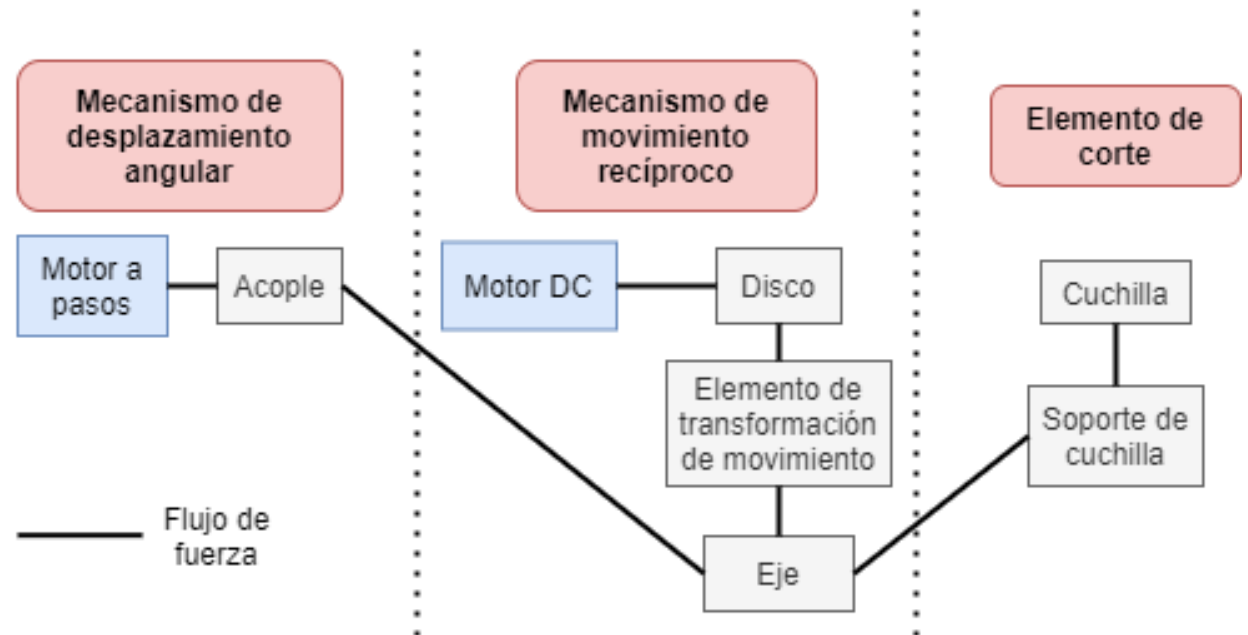 Mecanismo de
desplazamiento
angular
Mecanismo de
movimiento
recíproco
Elemento de
corte
Motor a
pasos
Acople
Motor DC
Disco
Cuchilla
Elemento de
transformación
de movimiento
Soporte de
cuchilla
Flujo de
fuerza
Eje